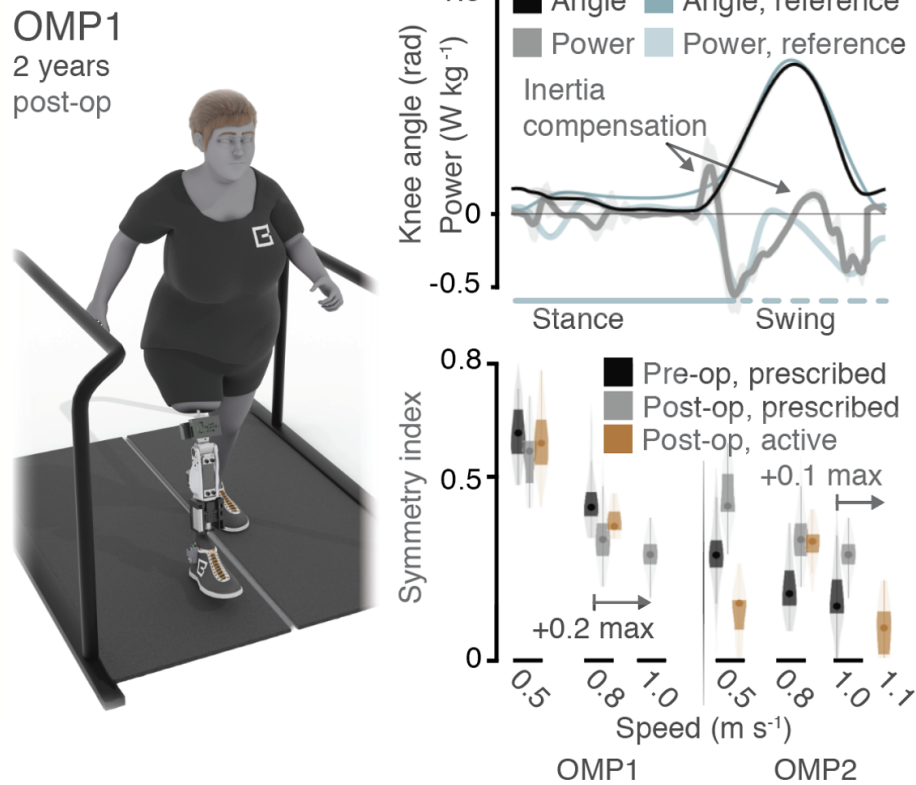 OMP1
2 years
post-op
Angle
Angle, reference
Power
Power, reference
Inertia
compensation
Knee angle (rad)
Power (W kg⁻¹)
0
-0.5
Stance
Swing
0.8
0.5
0
Symmetry index
Pre-op, prescribed
Post-op, prescribed
Post-op, active
+0.1 max
+0.2 max
0.5
0.8
1.0
0.5
0.8
1.0
1.1
Speed (m s⁻¹)
OMP1
OMP2